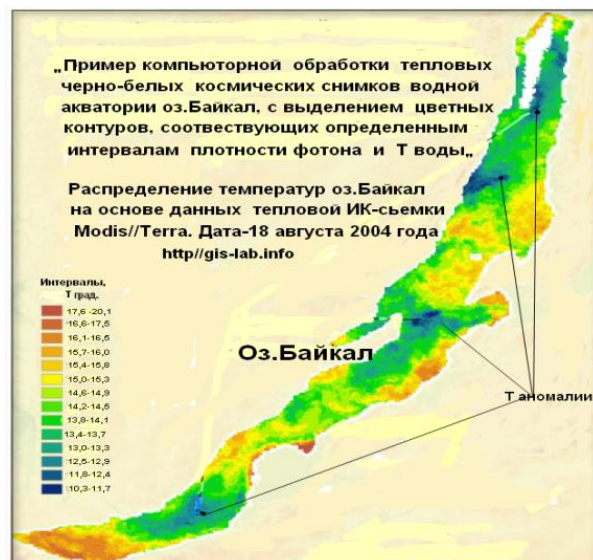 „Пример компьюторной обработки тепловых
черно-белых космических снимков водной
акватории оз.Байкал, с выделением цветных
контуров, соотвествующих определенным
интервалам плотности фотона и Т воды„
Распределение температур оз.Байкал
на основе данных тепловой ИК-сьемки
Modis//Terra. Дата-18 августа 2004 года
http//gis-lab.info
Интервалы,
Т град.
17,6 -20,1
16,6-17,5
16,1-16,5
15,7-16,0
15,4-15,8
15,0-15,3
14,6-14,9
14,2-14,5
13,8-14,1
13,4-13,7
13,0-13,3
12,5-12,9
11,8-12,4
10,3-11,7
Оз.Байкал
Т аномалии